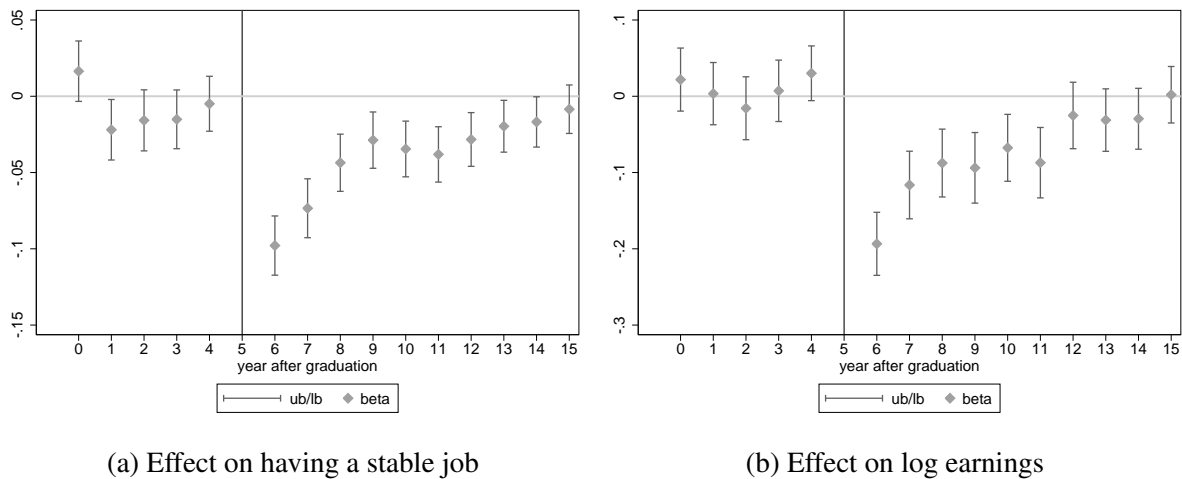 .05
0
-.05
-.1
-.15
0 1 2 3 4 5 6 7 8 9 10 11 12 13 14 15
year after graduation
ub/lb beta
(a) Effect on having a stable job
.1
0
-.1
-.2
-.3
0 1 2 3 4 5 6 7 8 9 10 11 12 13 14 15
year after graduation
ub/lb beta
(b) Effect on log earnings